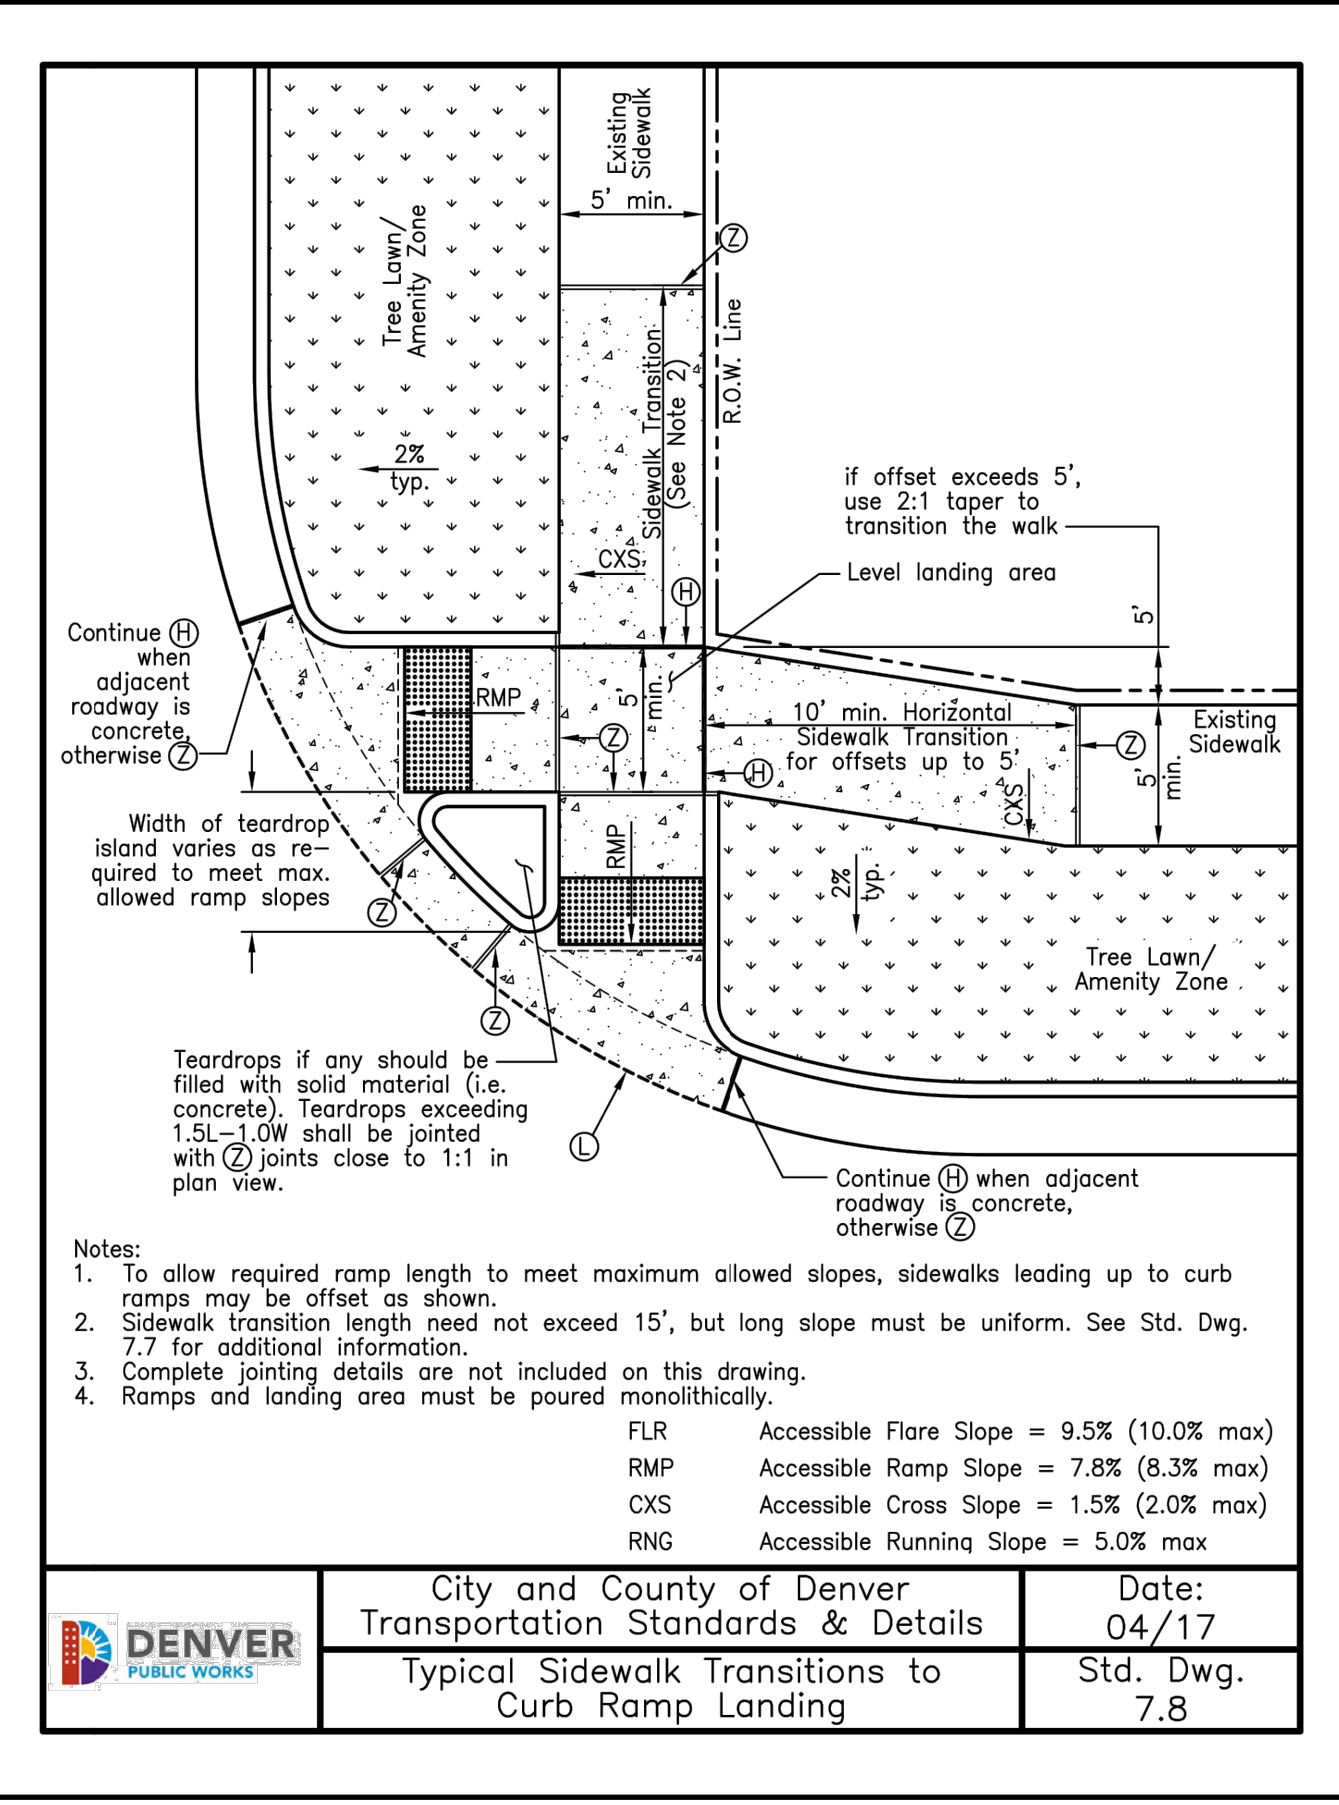 Existing
Sidewalk
5' min.
Z
Tree Lawn/
Amenity Zone
R.O.W. Line
Sidewalk Transition
(See Note 2)
2%
typ.
if offset exceeds 5',
use 2:1 taper to
transition the walk
CXS
Level landing area
H
5'
Continue H
when
adjacent
roadway is
concrete,
otherwise Z
RMP
5'
min.
Z
10' min. Horizontal
Sidewalk Transition
for offsets up to 5'
H
Z
Existing
Sidewalk
5'
min.
CXS
Width of teardrop
island varies as re-
quired to meet max.
allowed ramp slopes
RMP
2%
typ.
Z
Tree Lawn/
Amenity Zone
Z
Teardrops if any should be
filled with solid material (i.e.
concrete). Teardrops exceeding
1.5L-1.0W shall be jointed
with Z joints close to 1:1 in
plan view.
L
Continue H when adjacent
roadway is concrete,
otherwise Z
Notes:
1. To allow required ramp length to meet maximum allowed slopes, sidewalks leading up to curb
ramps may be offset as shown.
2. Sidewalk transition length need not exceed 15', but long slope must be uniform. See Std. Dwg.
7.7 for additional information.
3. Complete jointing details are not included on this drawing.
4. Ramps and landing area must be poured monolithically.
FLR Accessible Flare Slope = 9.5% (10.0% max)
RMP Accessible Ramp Slope = 7.8% (8.3% max)
CXS Accessible Cross Slope = 1.5% (2.0% max)
RNG Accessible Running Slope = 5.0% max
DENVER
PUBLIC WORKS
City and County of Denver
Transportation Standards & Details
Typical Sidewalk Transitions to
Curb Ramp Landing
Date:
04/17
Std. Dwg.
7.8